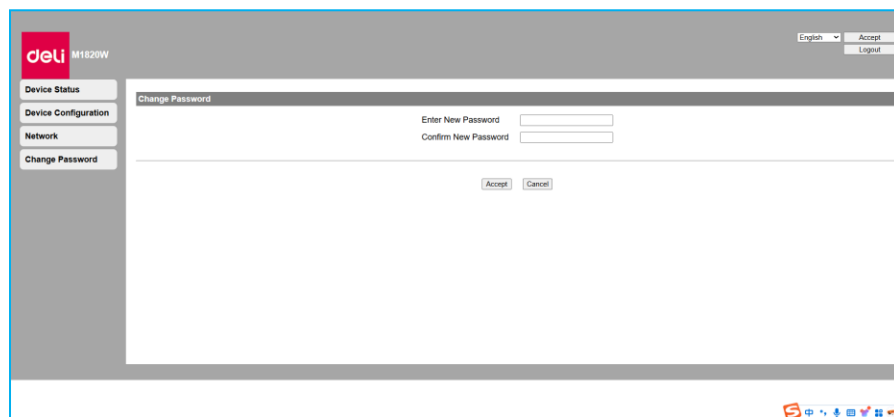 deli M1820W
English
Accept
Logout
Device Status
Device Configuration
Network
Change Password
Change Password
Enter New Password
Confirm New Password
Accept Cancel
中